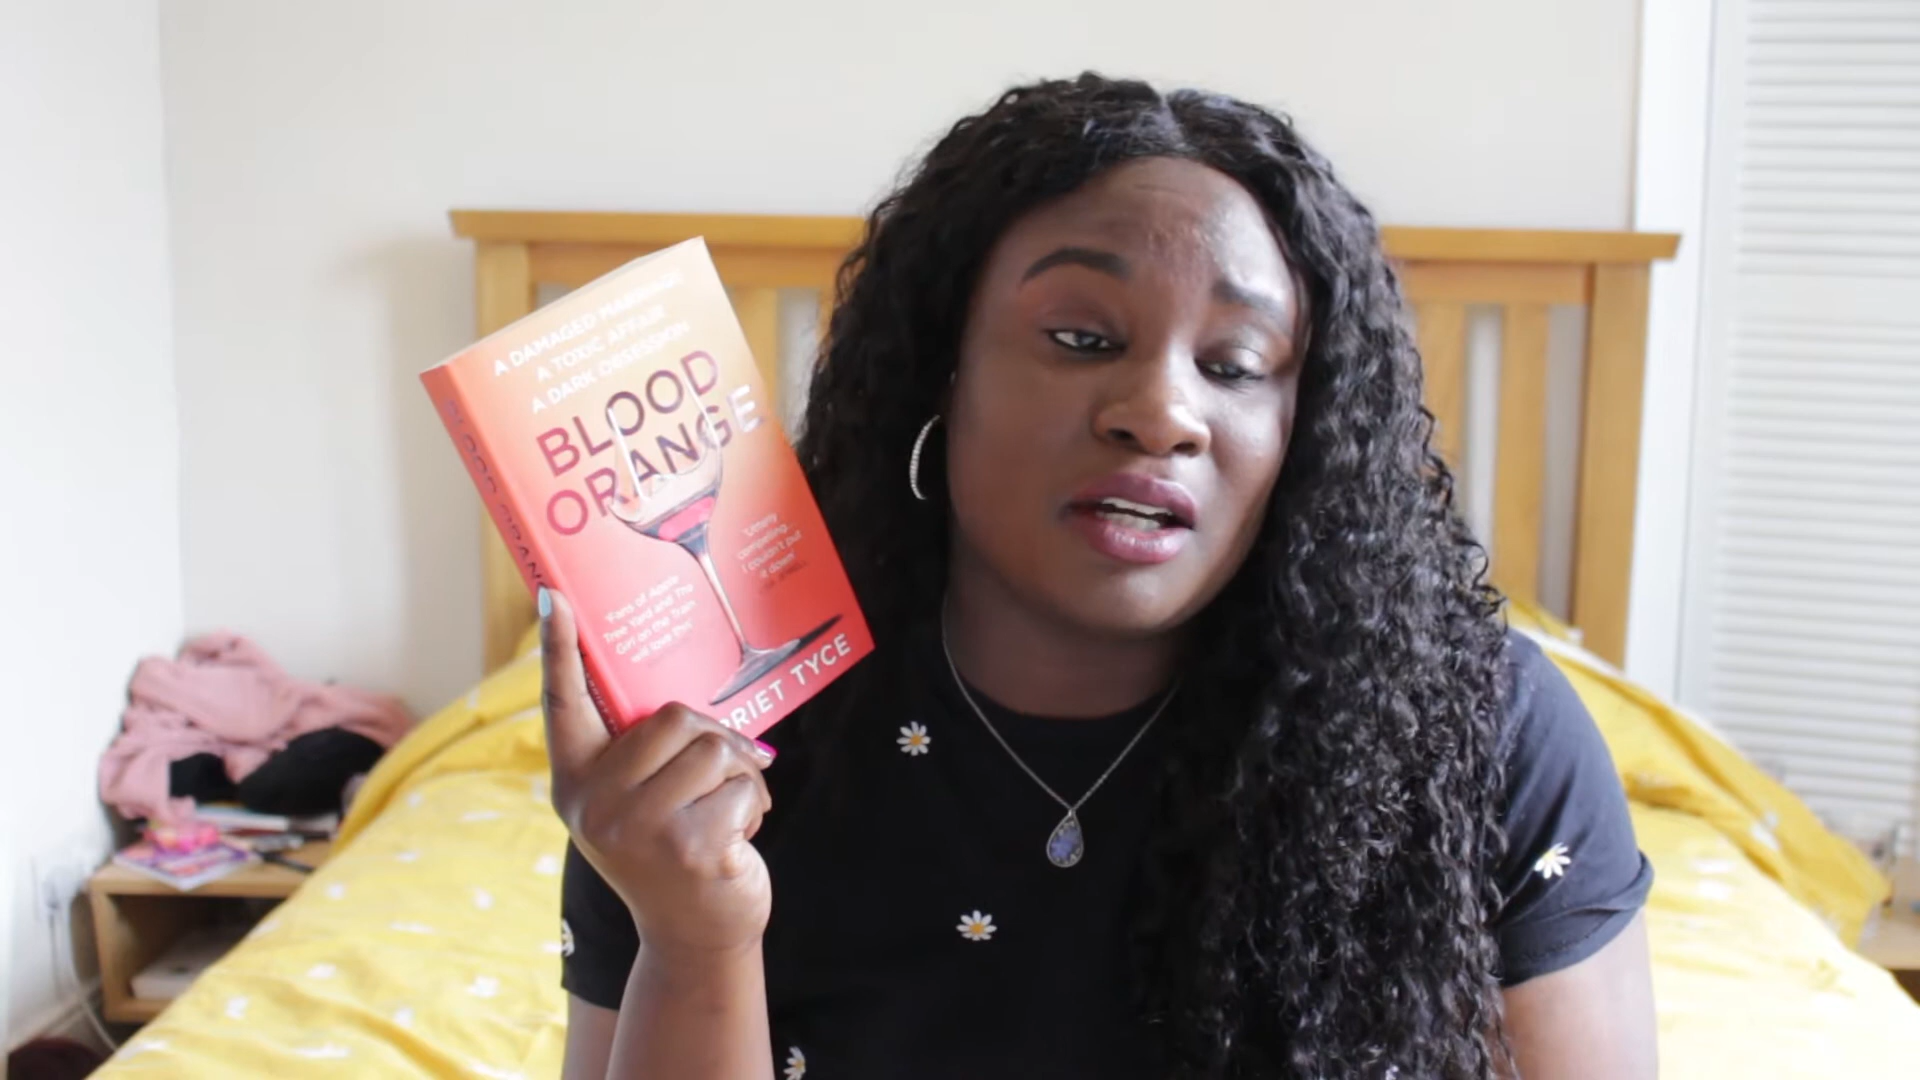 A DAMAGED MARRIAGE
A TOXIC AFFAIR
A DARK OBSESSION
BLOOD
ORANGE
'Utterly
compelling...
I couldn't put
it down'
'Fans of Apple
Tree Yard and The
Girl on the Train
will love this'
RRIET TYCE
BLOOD ORANG